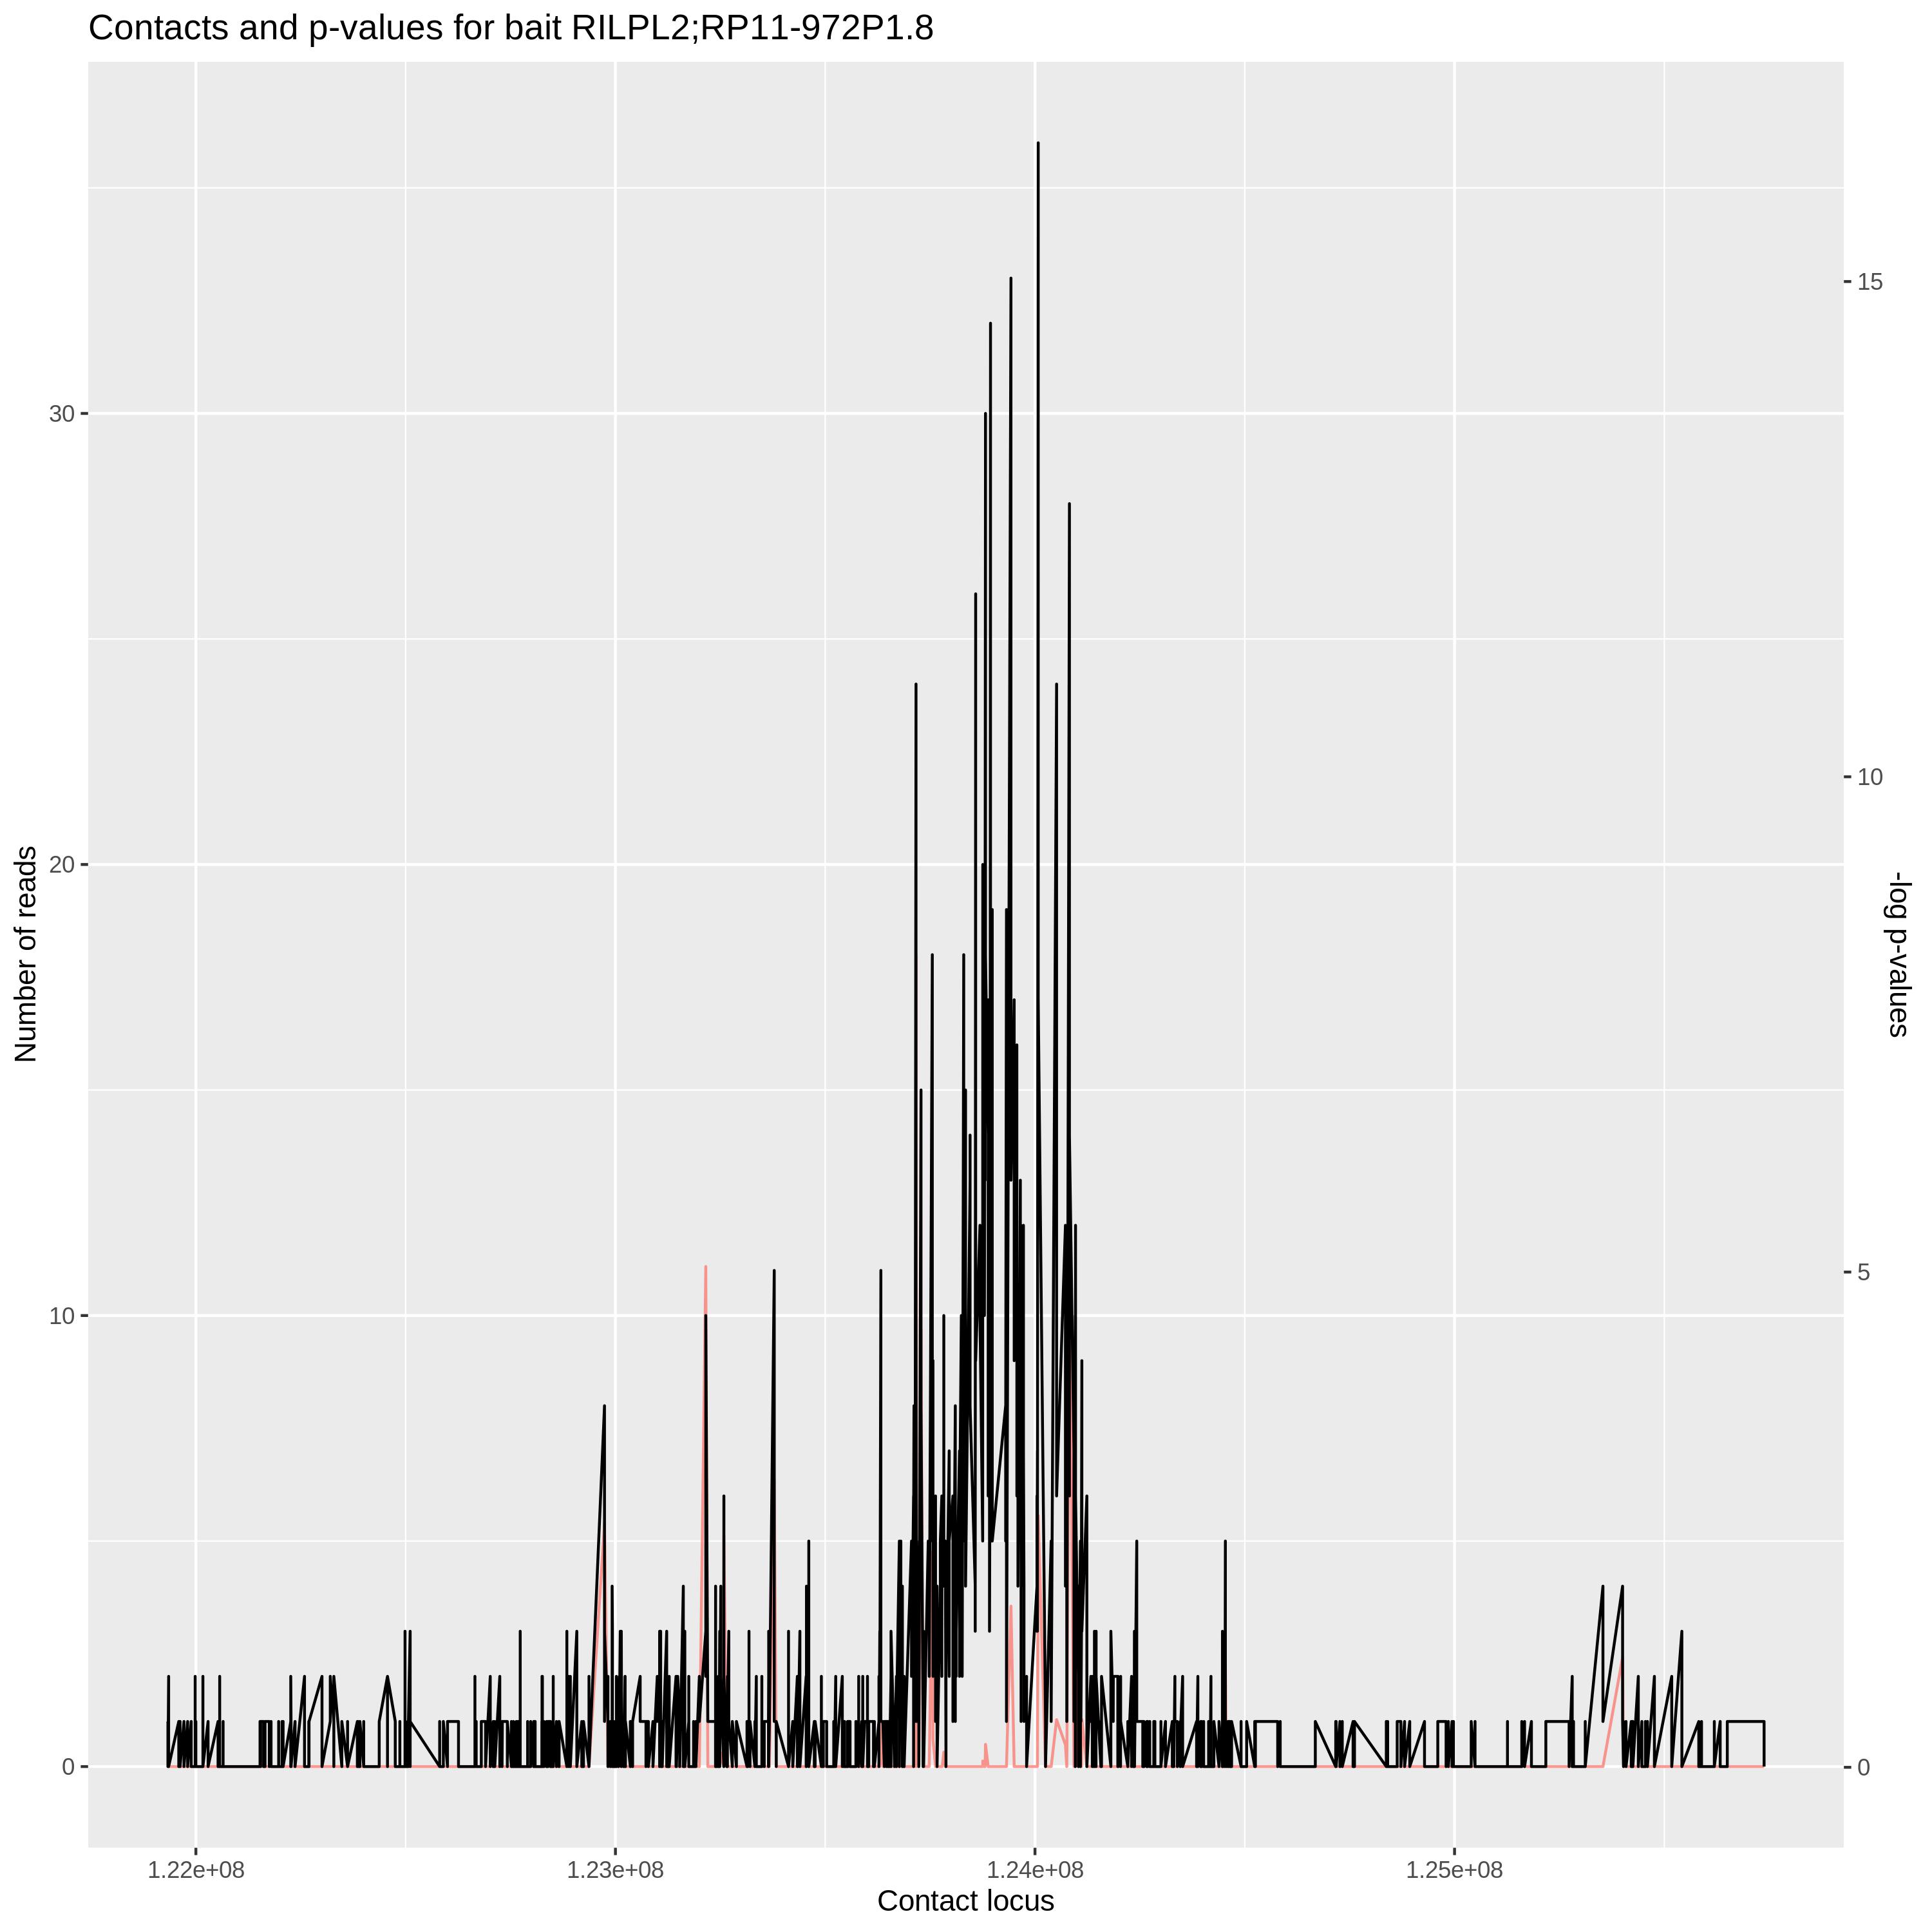 Contacts and p-values for bait RILPL2;RP11-972P1.8
30
20
10
0
Number of reads
15
10
5
0
-log p-values
1.22e+08
1.23e+08
1.24e+08
1.25e+08
Contact locus